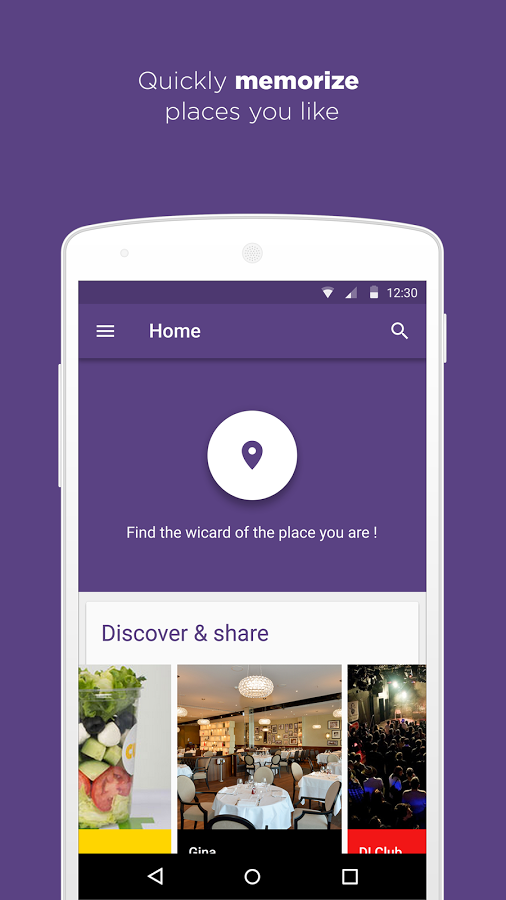 Quickly memorize
places you like
12:30
Home
Find the wicard of the place you are !
Discover & share
Gina
DJ Club